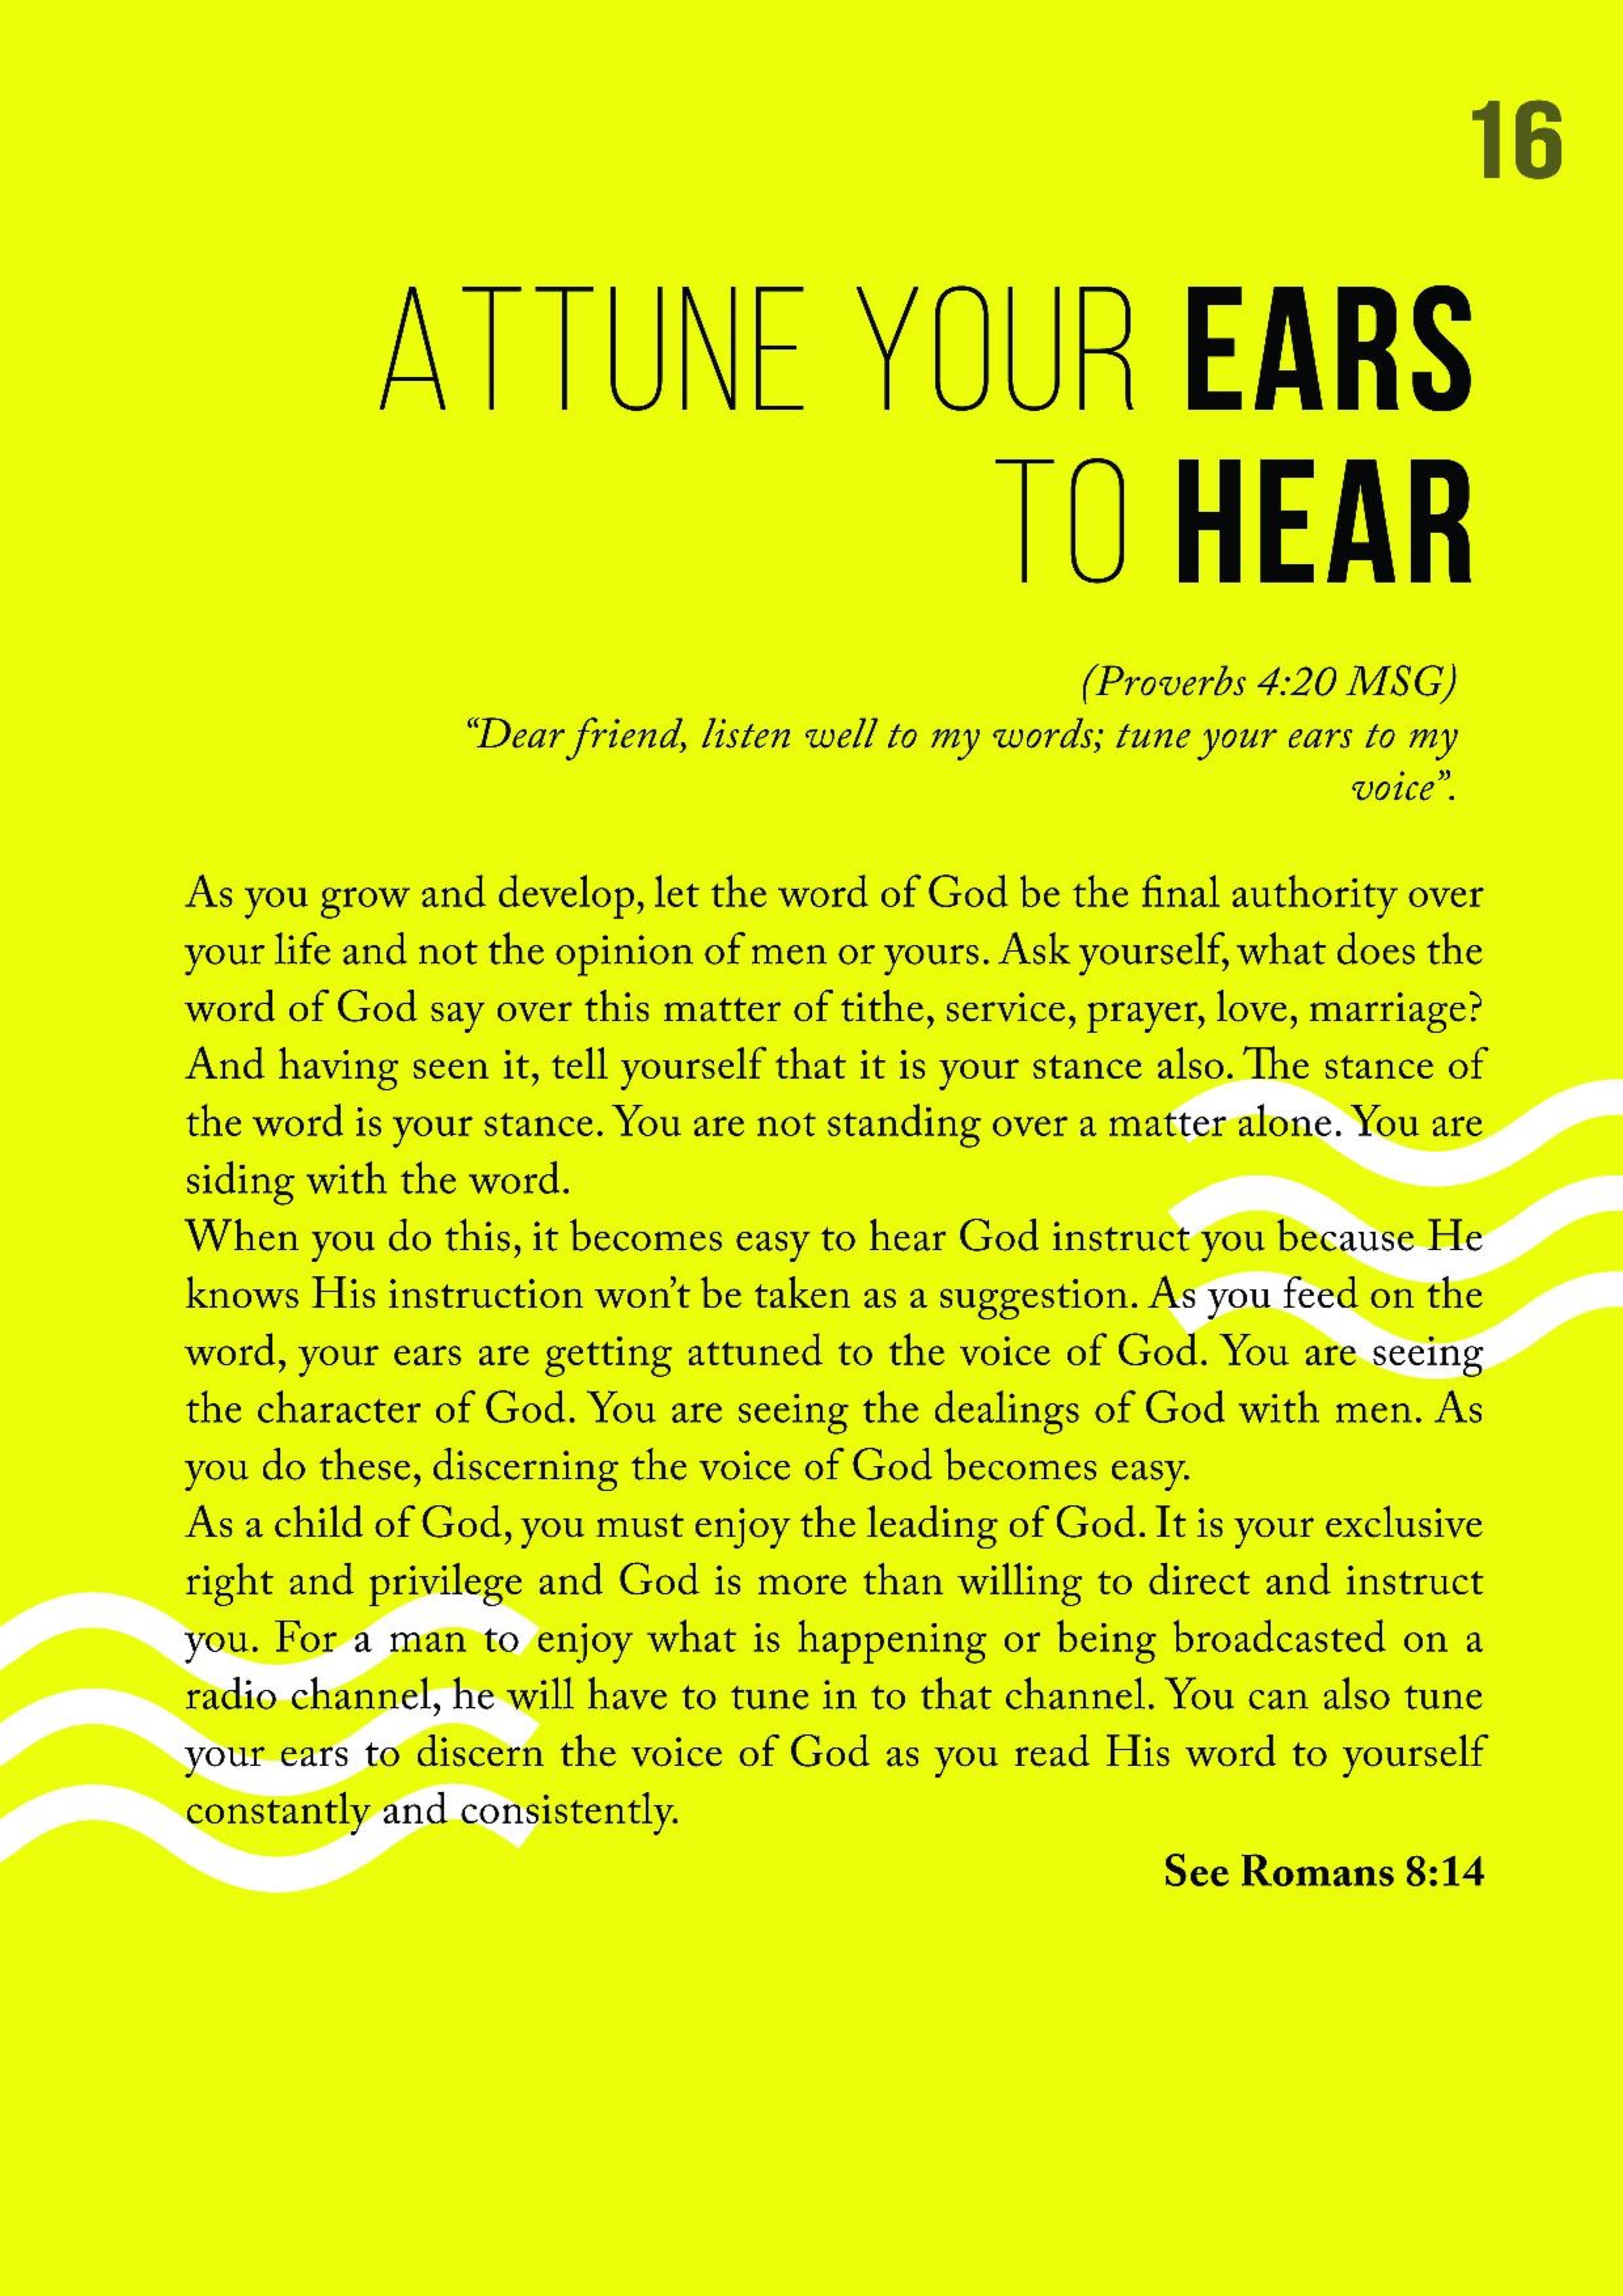 16
ATTUNE YOUR EARS
TO HEAR
(Proverbs 4:20 MSG)
“Dear friend, listen well to my words; tune your ears to my
voice”.
As you grow and develop, let the word of God be the final authority over
your life and not the opinion of men or yours. Ask yourself, what does the
word of God say over this matter of tithe, service, prayer, love, marriage?
And having seen it, tell yourself that it is your stance also. The stance of
the word is your stance. You are not standing over a matter alone. You are
siding with the word.
When you do this, it becomes easy to hear God instruct you because He
knows His instruction won’t be taken as a suggestion. As you feed on the
word, your ears are getting attuned to the voice of God. You are seeing
the character of God. You are seeing the dealings of God with men. As
you do these, discerning the voice of God becomes easy.
As a child of God, you must enjoy the leading of God. It is your exclusive
right and privilege and God is more than willing to direct and instruct
you. For a man to enjoy what is happening or being broadcasted on a
radio channel, he will have to tune in to that channel. You can also tune
your ears to discern the voice of God as you read His word to yourself
constantly and consistently.
See Romans 8:14